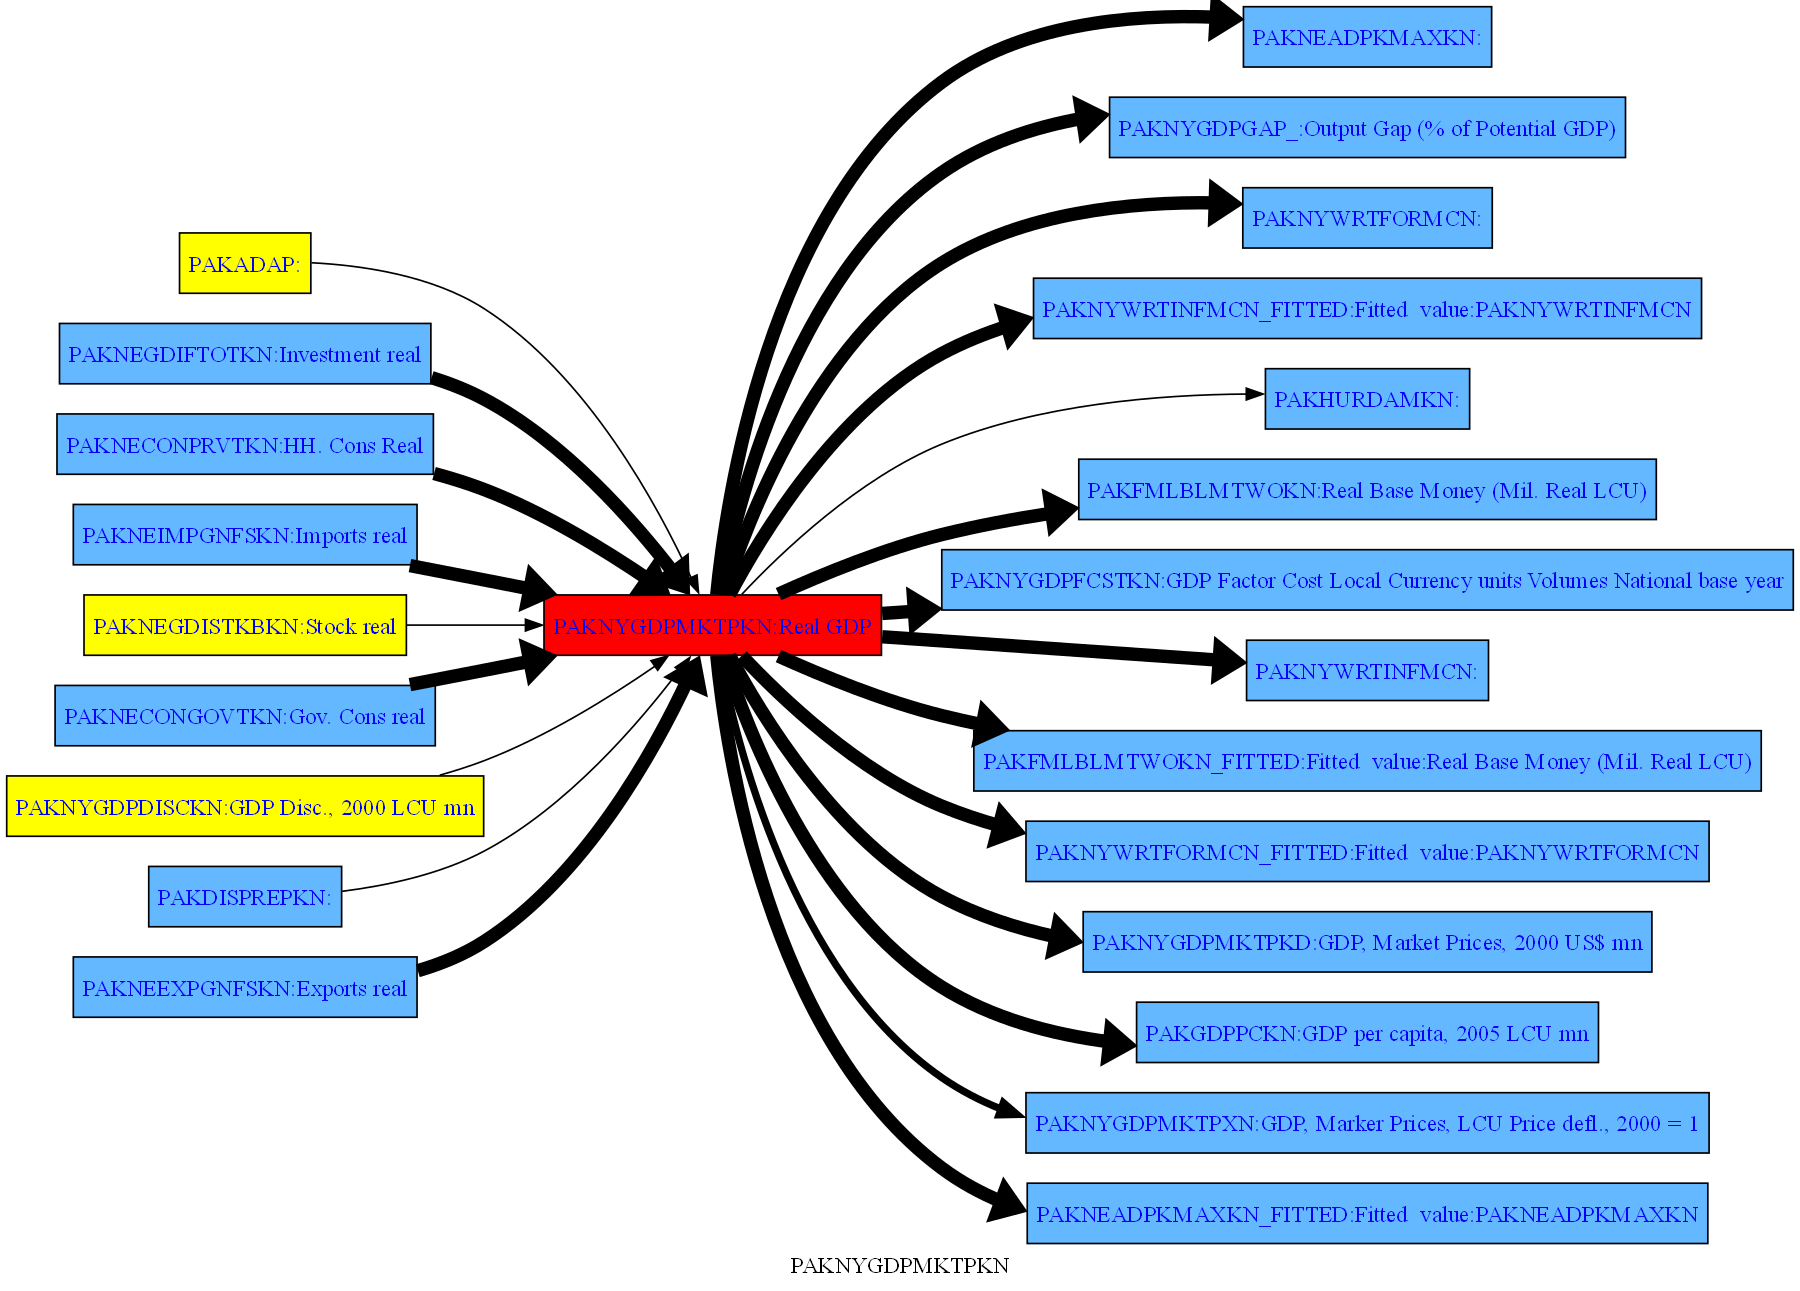 PAKADAP:
PAKNEGDIFTOTKN:Investment real
PAKNECONPRVTKN:HH. Cons Real
PAKNEIMPGNFSKN:Imports real
PAKNEGDISTKBKN:Stock real
PAKNECONGOVTKN:Gov. Cons real
PAKNYGDPDISCKN:GDP Disc., 2000 LCU mn
PAKDISPREPKN:
PAKNEEXPGNFSKN:Exports real
PAKNYGDPMKTPKN:Real GDP
PAKNEADPKMAXKN:
PAKNYGDPGAP_:Output Gap (% of Potential GDP)
PAKNYWRTFORMCN:
PAKNYWRTINFMCN_FITTED:Fitted  value:PAKNYWRTINFMCN
PAKHURDAMKN:
PAKFMLBLMTWOKN:Real Base Money (Mil. Real LCU)
PAKNYGDPFCSTKN:GDP Factor Cost Local Currency units Volumes National base year
PAKNYWRTINFMCN:
PAKFMLBLMTWOKN_FITTED:Fitted  value:Real Base Money (Mil. Real LCU)
PAKNYWRTFORMCN_FITTED:Fitted  value:PAKNYWRTFORMCN
PAKNYGDPMKTPKD:GDP, Market Prices, 2000 US$ mn
PAKGDPPCKN:GDP per capita, 2005 LCU mn
PAKNYGDPMKTPXN:GDP, Marker Prices, LCU Price defl., 2000 = 1
PAKNEADPKMAXKN_FITTED:Fitted  value:PAKNEADPKMAXKN
PAKNYGDPMKTPKN